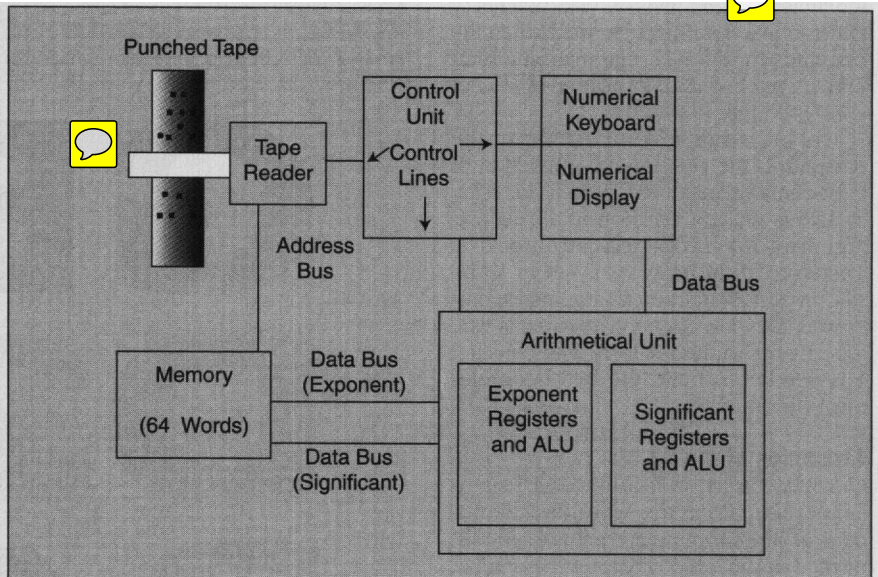 Punched Tape
Tape
Reader
Control
Unit
Control
Lines
Numerical
Keyboard
Numerical
Display
Address
Bus
Data Bus
Memory
(64 Words)
Data Bus
(Exponent)
Data Bus
(Significant)
Arithmetical Unit
Exponent
Registers
and ALU
Significant
Registers
and ALU